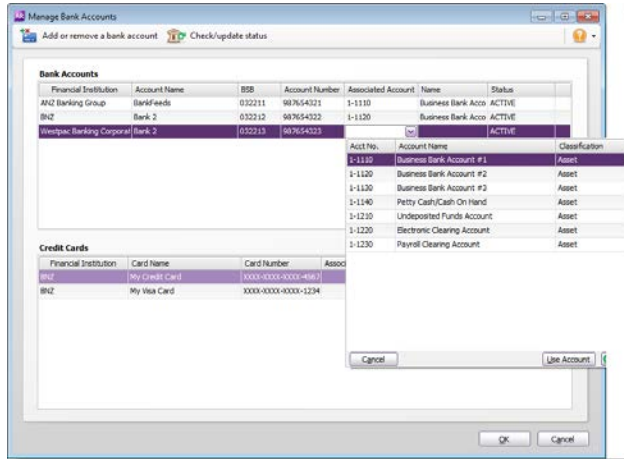 Manage Bank Accounts
Add or remove a bank account Check/update status
Bank Accounts
Financial Institution Account Name BSB Account Number Associated Account Name Status
ANZ Banking Group BankFeeds 032211 987654321 1-1110 Business Bank Acco ACTIVE
BNZ Bank 2 032212 987654322 1-1120 Business Bank Acco ACTIVE
Westpac Banking Corporat Bank 2 032213 987654323 ACTIVE
Acct No. Account Name Classification
1-1110 Business Bank Account #1 Asset
1-1120 Business Bank Account #2 Asset
1-1130 Business Bank Account #3 Asset
1-1140 Petty Cash/Cash On Hand Asset
1-1210 Undeposited Funds Account Asset
1-1220 Electronic Clearing Account Asset
1-1230 Payroll Clearing Account Asset
Cancel Use Account
Credit Cards
Financial Institution Card Name Card Number Associ
BNZ My Credit Card XXXX-XXXX-XXXX-4567
BNZ My Visa Card XXXX-XXXX-XXXX-1234
OK Cancel